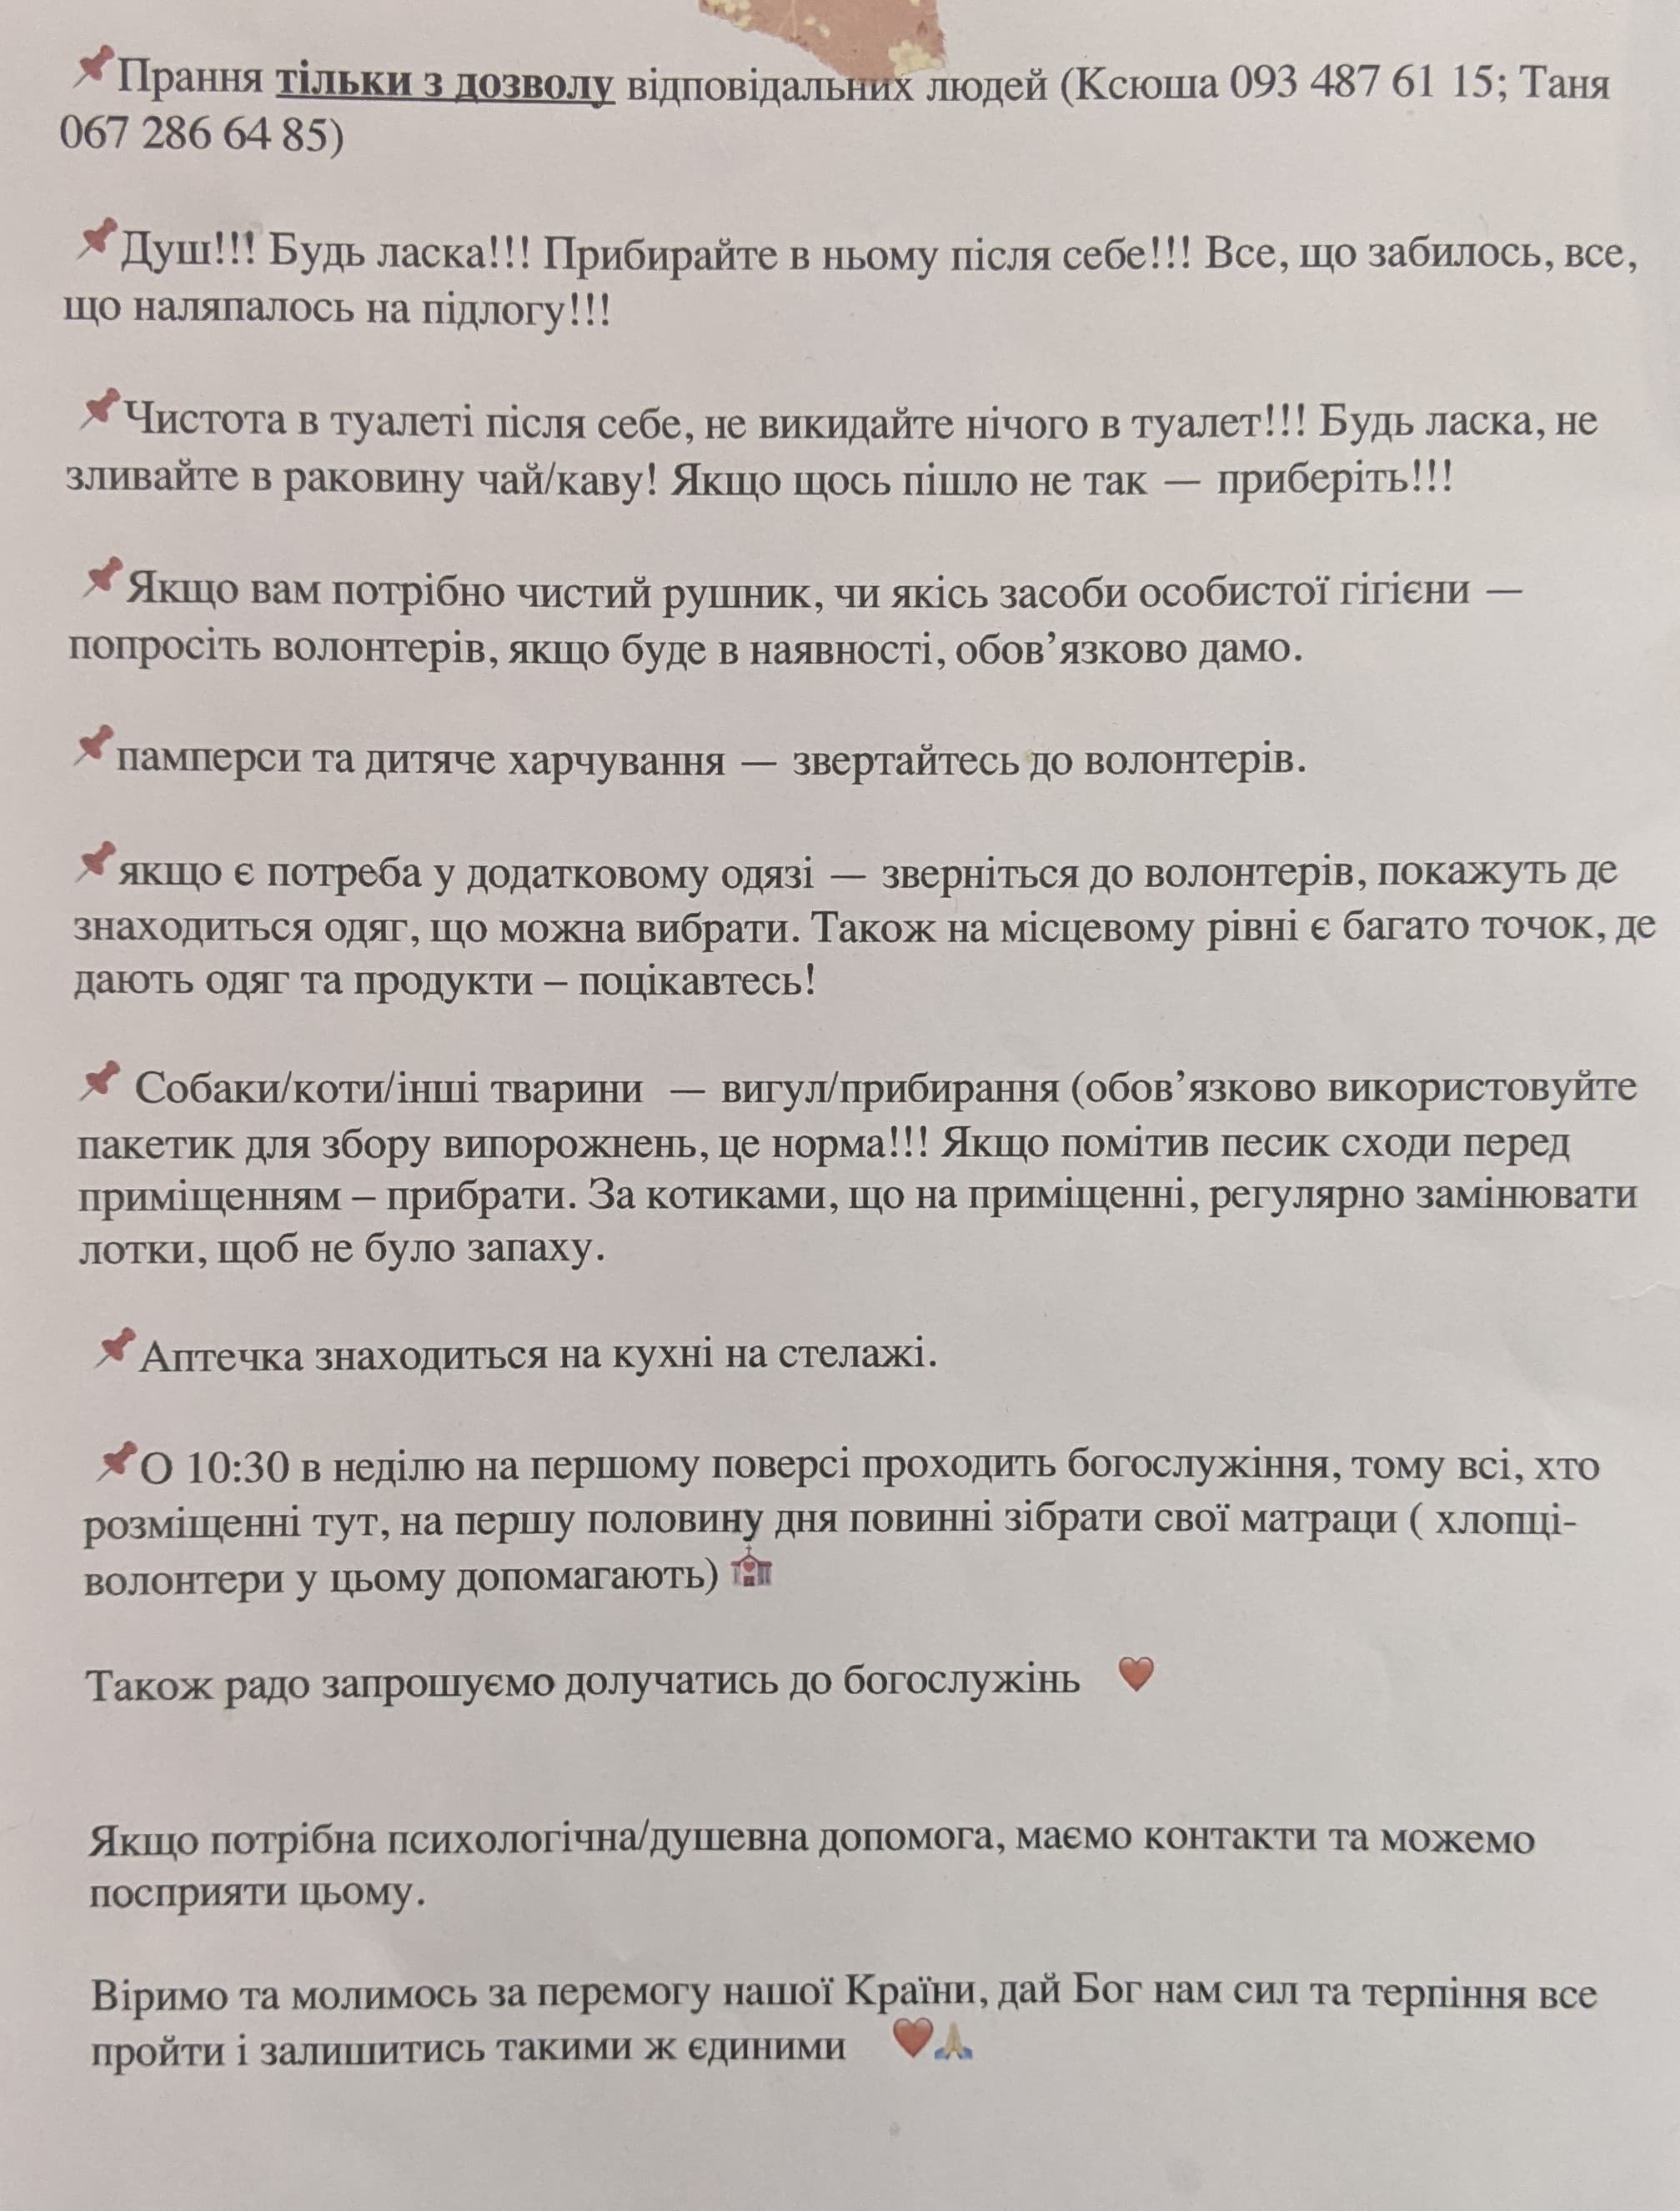 📌Прання тільки з дозволу відповідальних людей (Ксюша 093 487 61 15; Таня
067 286 64 85)
📌Душ!!! Будь ласка!!! Прибирайте в ньому після себе!!! Все, що забилось, все,
що наляпалось на підлогу!!!
📌Чистота в туалеті після себе, не викидайте нічого в туалет!!! Будь ласка, не
зливайте в раковину чай/каву! Якщо щось пішло не так — приберіть!!!
📌Якщо вам потрібно чистий рушник, чи якісь засоби особистої гігієни —
попросіть волонтерів, якщо буде в наявності, обов’язково дамо.
📌памперси та дитяче харчування — звертайтесь до волонтерів.
📌якщо є потреба у додатковому одязі — зверніться до волонтерів, покажуть де
знаходиться одяг, що можна вибрати. Також на місцевому рівні є багато точок, де
дають одяг та продукти – поцікавтесь!
📌 Собаки/коти/інші тварини — вигул/прибирання (обов’язково використовуйте
пакетик для збору випорожнень, це норма!!! Якщо помітив песик сходи перед
приміщенням – прибрати. За котиками, що на приміщенні, регулярно замінювати
лотки, щоб не було запаху.
📌Аптечка знаходиться на кухні на стелажі.
📌О 10:30 в неділю на першому поверсі проходить богослужіння, тому всі, хто
розміщенні тут, на першу половину дня повинні зібрати свої матраци ( хлопці-
волонтери у цьому допомагають) 💒
Також радо запрошуємо долучатись до богослужінь ❤️
Якщо потрібна психологічна/душевна допомога, маємо контакти та можемо
посприяти цьому.
Віримо та молимось за перемогу нашої Країни, дай Бог нам сил та терпіння все
пройти і залишитись такими ж єдиними ❤️🙏